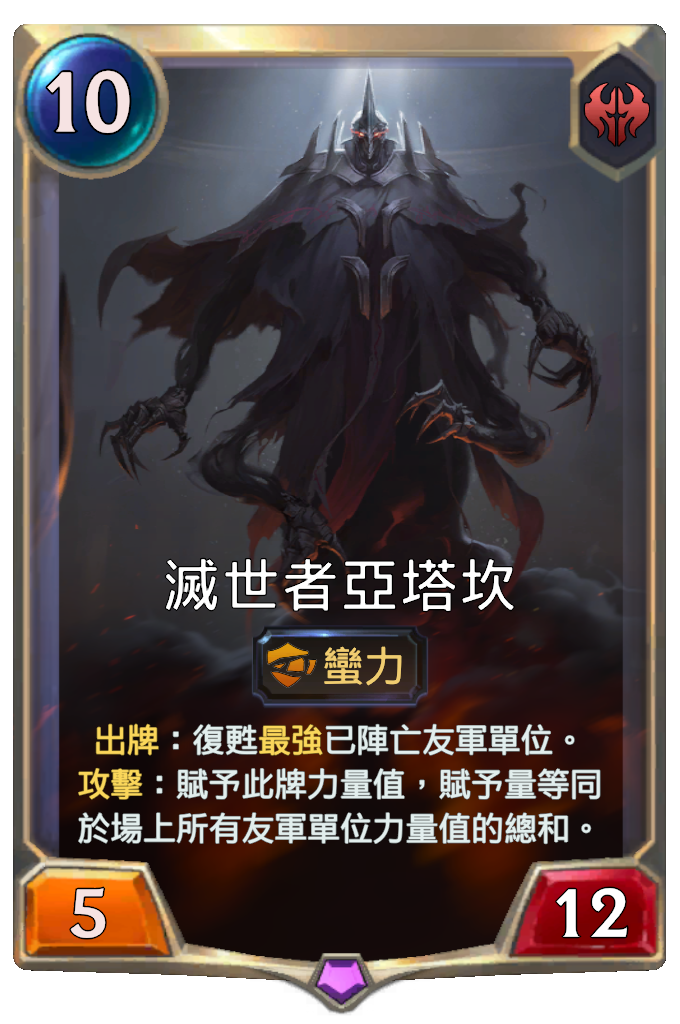 10
滅世者亞塔坎
蠻力
出牌：復甦最強已陣亡友軍單位。
攻擊：賦予此牌力量值，賦予量等同
於場上所有友軍單位力量值的總和。
5
12